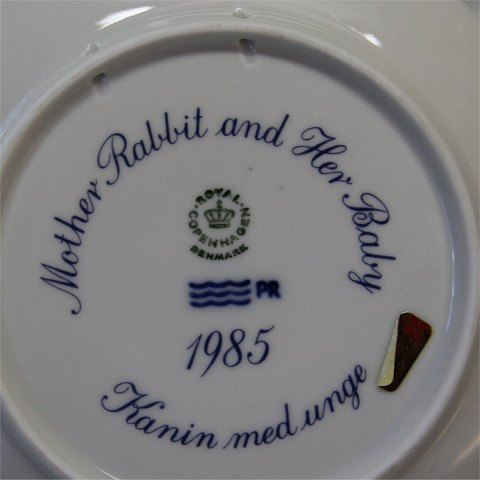 Mother Rabbit and Her Baby
ROYAL
COPENHAGEN
DENMARK
PR
1985
Kanin med unge